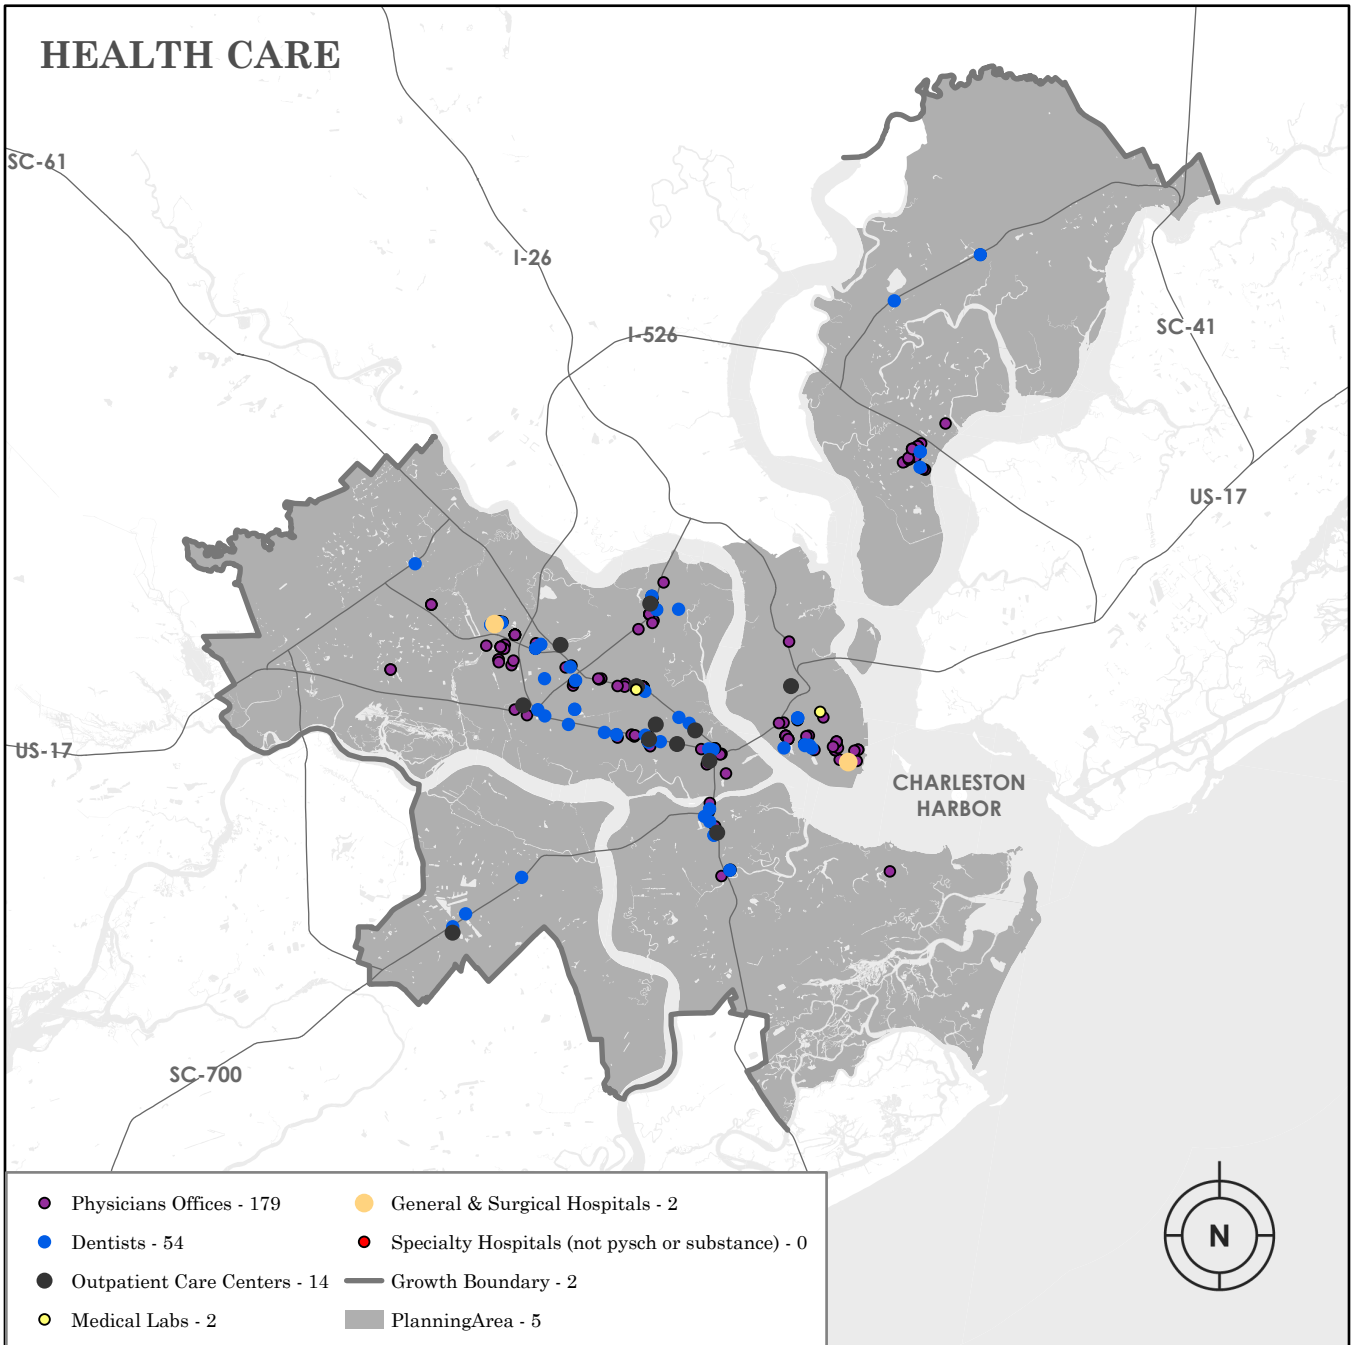 HEALTH CARE
SC-61
I-26
I-526
SC-41
US-17
US-17
CHARLESTON
HARBOR
SC-700
Physicians Offices - 179
General & Surgical Hospitals - 2
Dentists - 54
Specialty Hospitals (not pysch or substance) - 0
Outpatient Care Centers - 14
Growth Boundary - 2
Medical Labs - 2
PlanningArea - 5
N